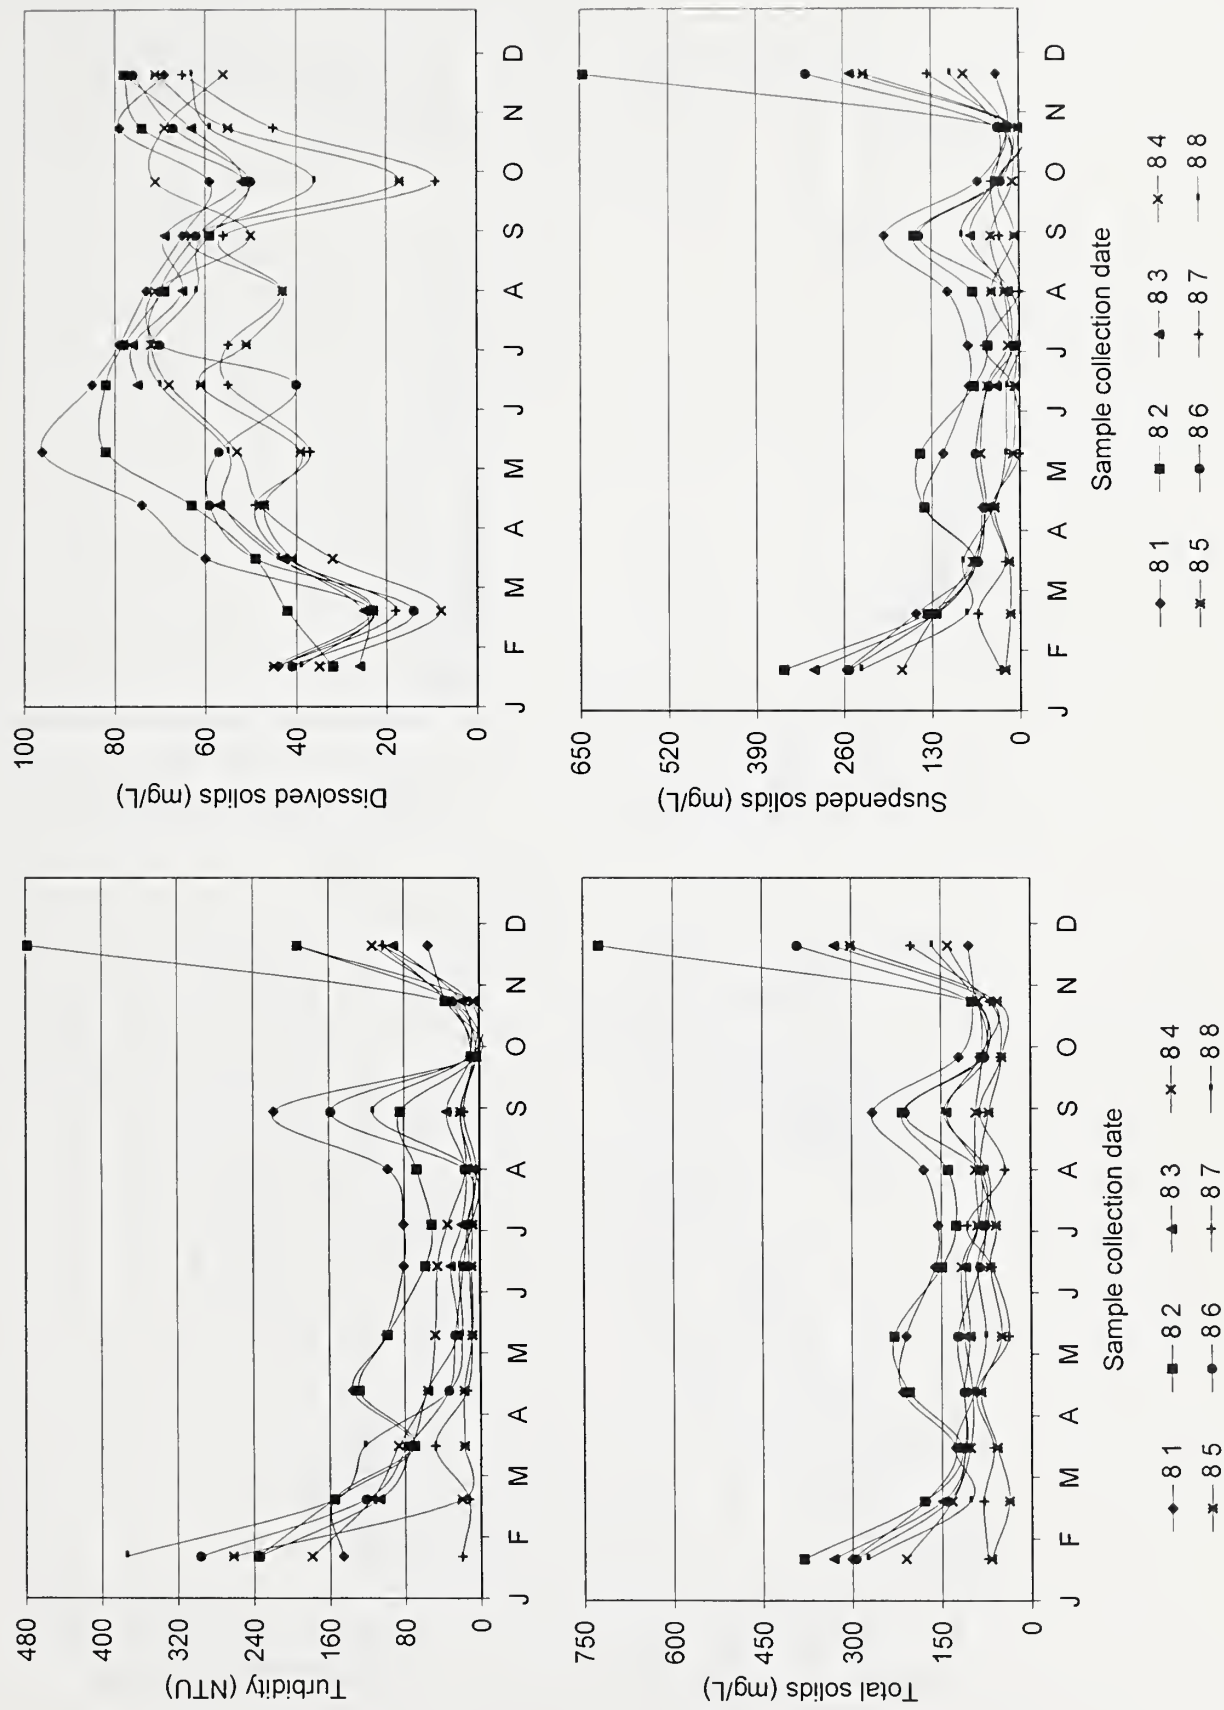 Turbidity (NTU)
480
400
320
240
160
80
0
J F M A M J J A S O N D
Dissolved solids (mg/L)
100
80
60
40
20
0
J F M A M J J A S O N D
Total solids (mg/L)
750
600
450
300
150
0
J F M A M J J A S O N D
Sample collection date
81 82 83 84
85 86 87 88
Suspended solids (mg/L)
650
520
390
260
130
0
J F M A M J J A S O N D
Sample collection date
81 82 83 84
85 86 87 88